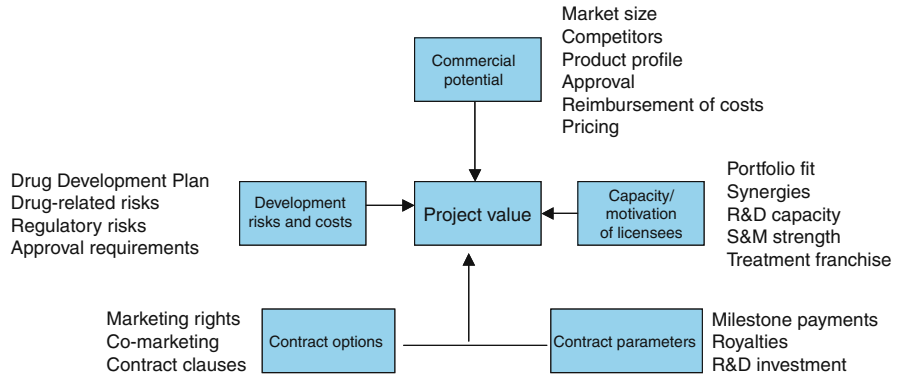 Market size
Competitors
Product profile
Approval
Reimbursement of costs
Pricing
Commercial
potential
Drug Development Plan
Drug-related risks
Regulatory risks
Approval requirements
Development
risks and costs
Project value
Capacity/
motivation
of licensees
Portfolio fit
Synergies
R&D capacity
S&M strength
Treatment franchise
Marketing rights
Co-marketing
Contract clauses
Contract options
Contract parameters
Milestone payments
Royalties
R&D investment